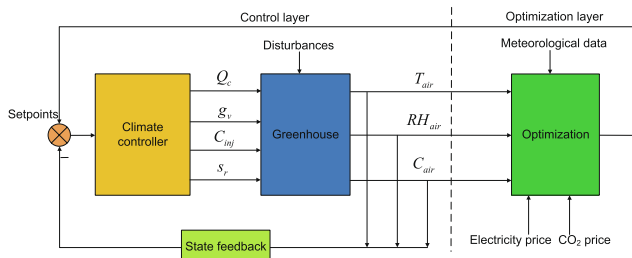 Control layer
Optimization layer
Disturbances
Meteorological data
Setpoints
Climate
controller
Q_c
g_v
C_inj
s_r
Greenhouse
T_air
RH_air
C_air
Optimization
−
State feedback
Electricity price
CO₂ price